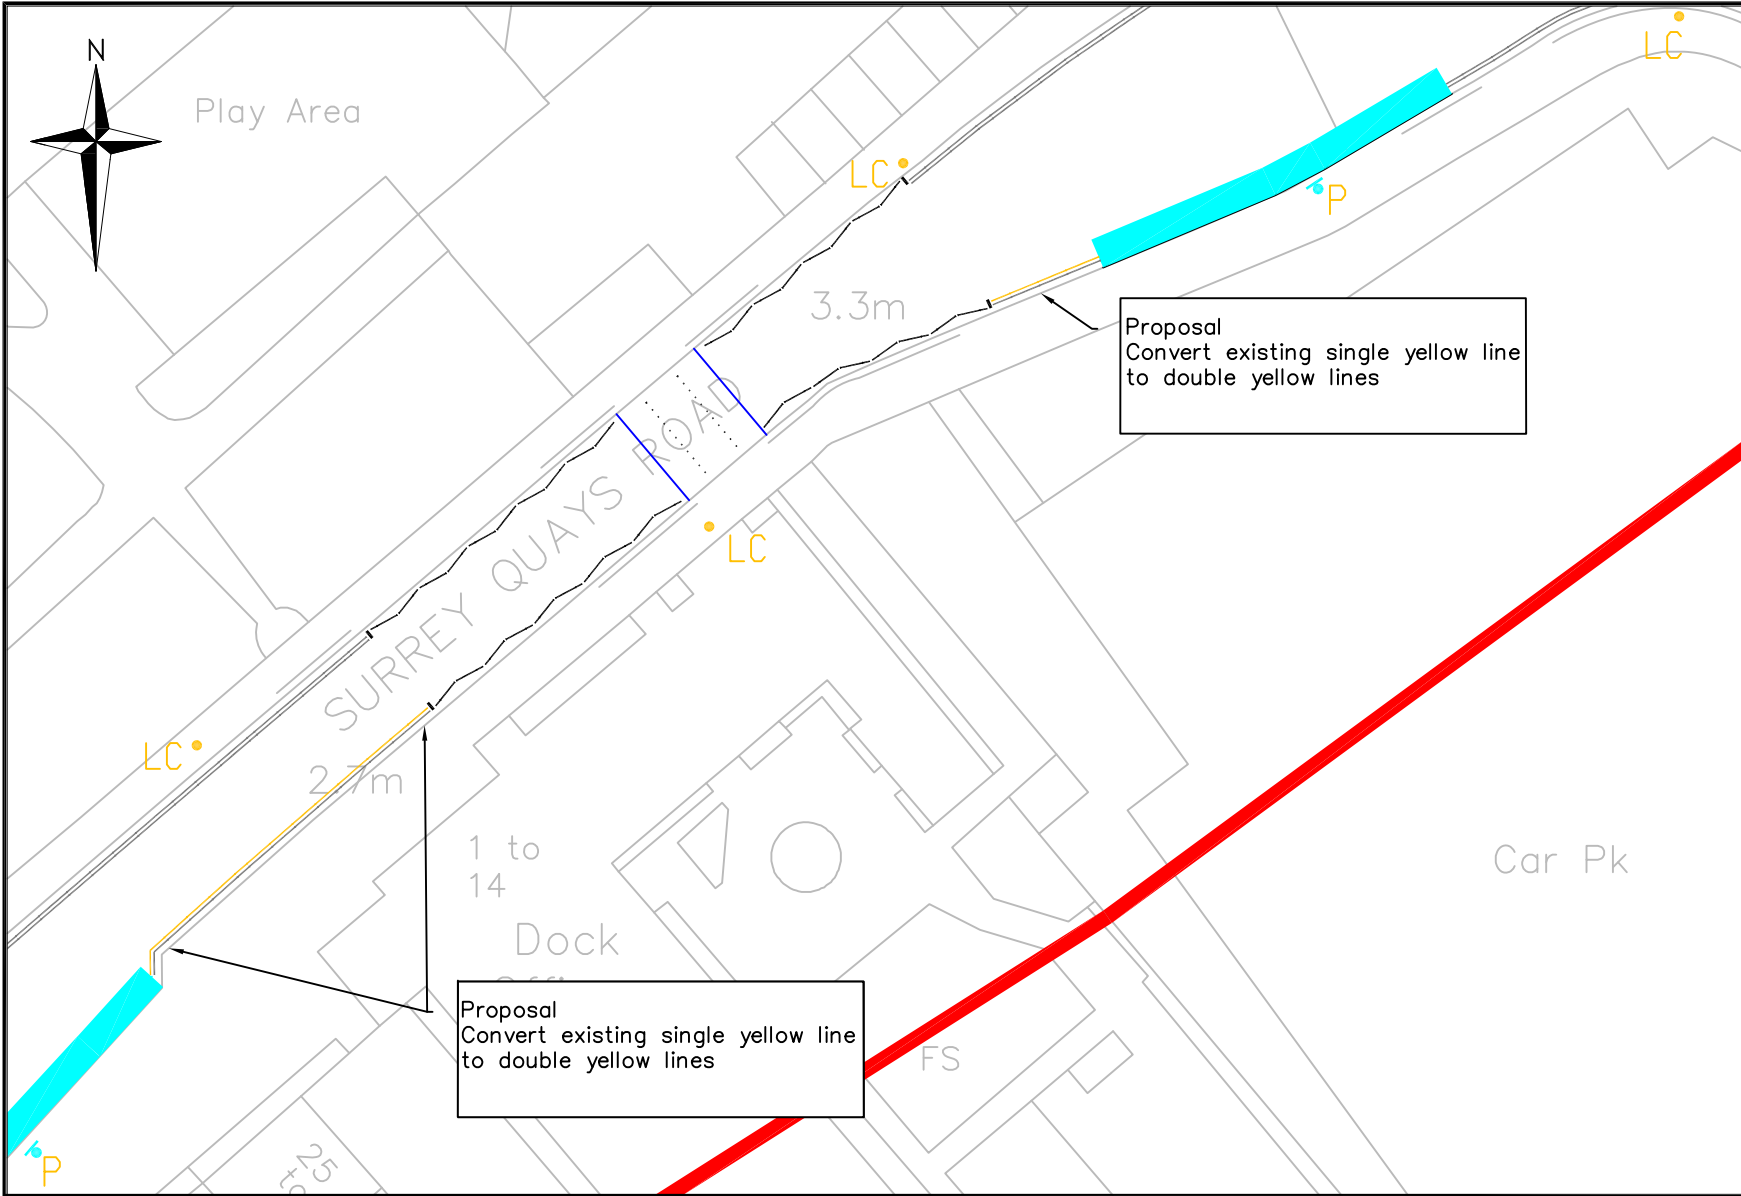 N
Play Area
LC
LC
P
3.3m
Proposal
Convert existing single yellow line
to double yellow lines
SURREY QUAYS ROAD
LC
LC
2.7m
1 to
14
Dock
Car Pk
Proposal
Convert existing single yellow line
to double yellow lines
FS
P
25